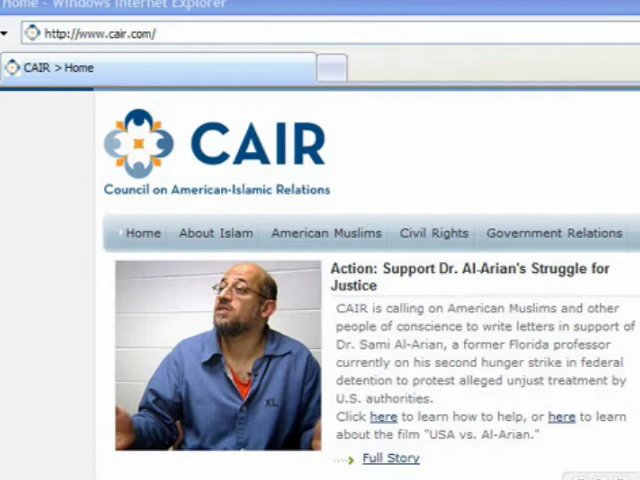 Home - Windows Internet Explorer
http://www.cair.com/
CAIR > Home
CAIR
Council on American-Islamic Relations
Home About Islam American Muslims Civil Rights Government Relations
Action: Support Dr. Al-Arian's Struggle for
Justice
CAIR is calling on American Muslims and other
people of conscience to write letters in support of
Dr. Sami Al-Arian, a former Florida professor
currently on his second hunger strike in federal
detention to protest alleged unjust treatment by
U.S. authorities.
Click here to learn how to help, or here to learn
about the film "USA vs. Al-Arian."
Full Story
XL